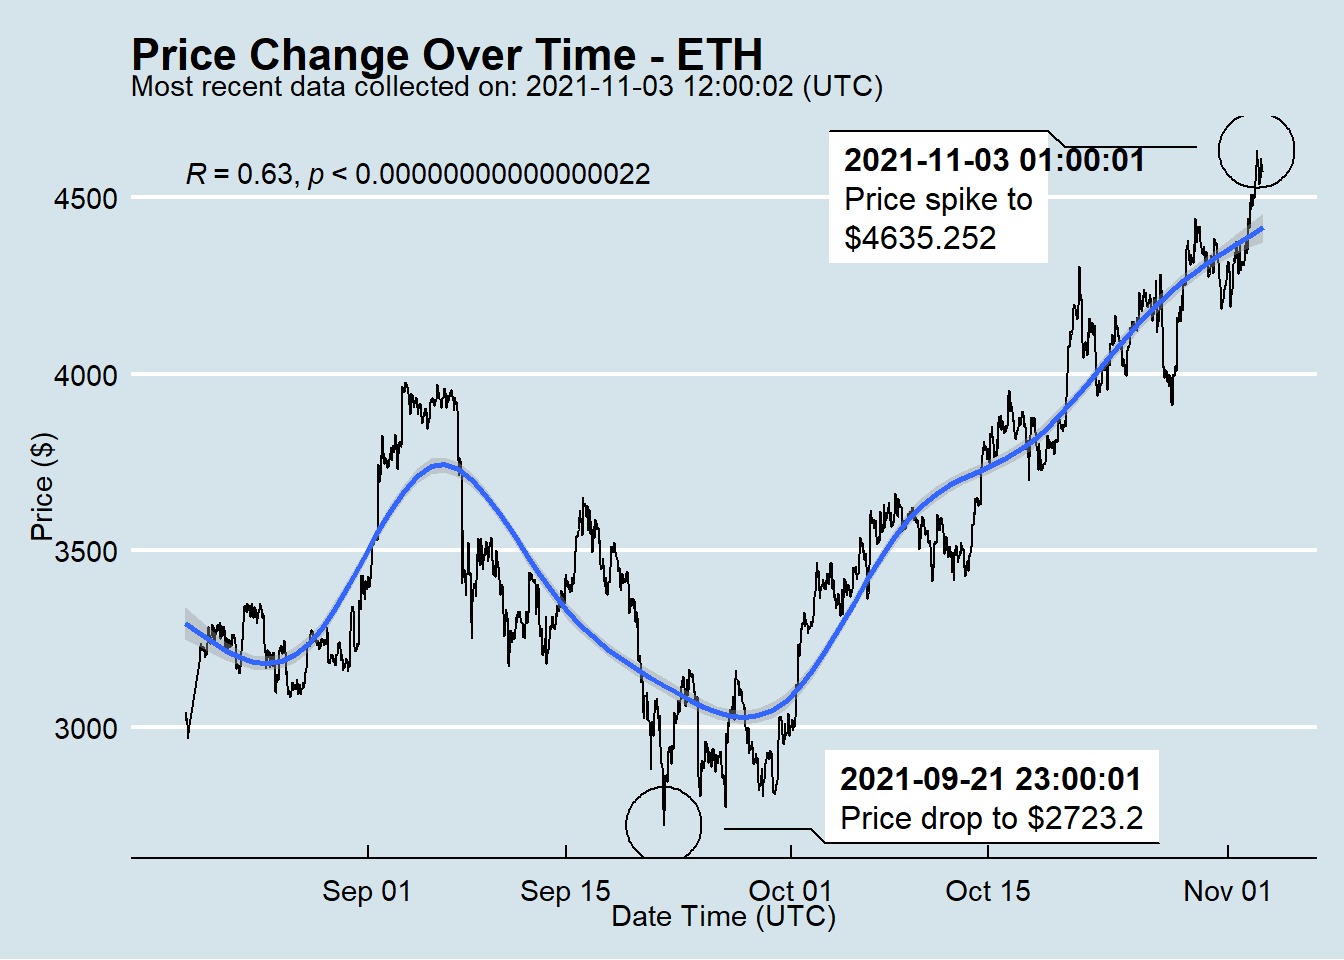 Price Change Over Time - ETH
Most recent data collected on: 2021-11-03 12:00:02 (UTC)
R = 0.63, p < 0.00000000000000022
2021-11-03 01:00:01
Price spike to
$4635.252
4500
4000
3500
3000
Price ($)
2021-09-21 23:00:01
Price drop to $2723.2
Sep 01
Sep 15
Oct 01
Oct 15
Nov 01
Date Time (UTC)